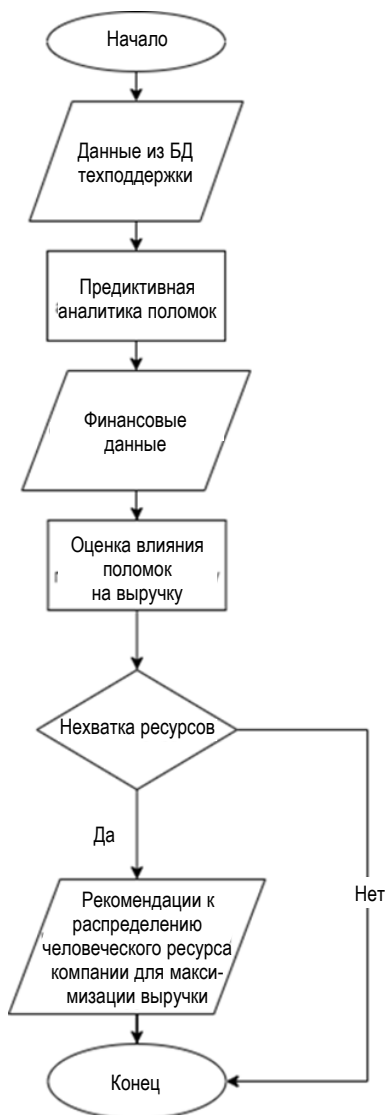 Начало
Данные из БД
техподдержки
Предиктивная
аналитика поломок
Финансовые
данные
Оценка влияния
поломок
на выручку
Нехватка ресурсов
Да
Нет
Рекомендации к
распределению
человеческого ресурса
компании для макси-
мизации выручки
Конец